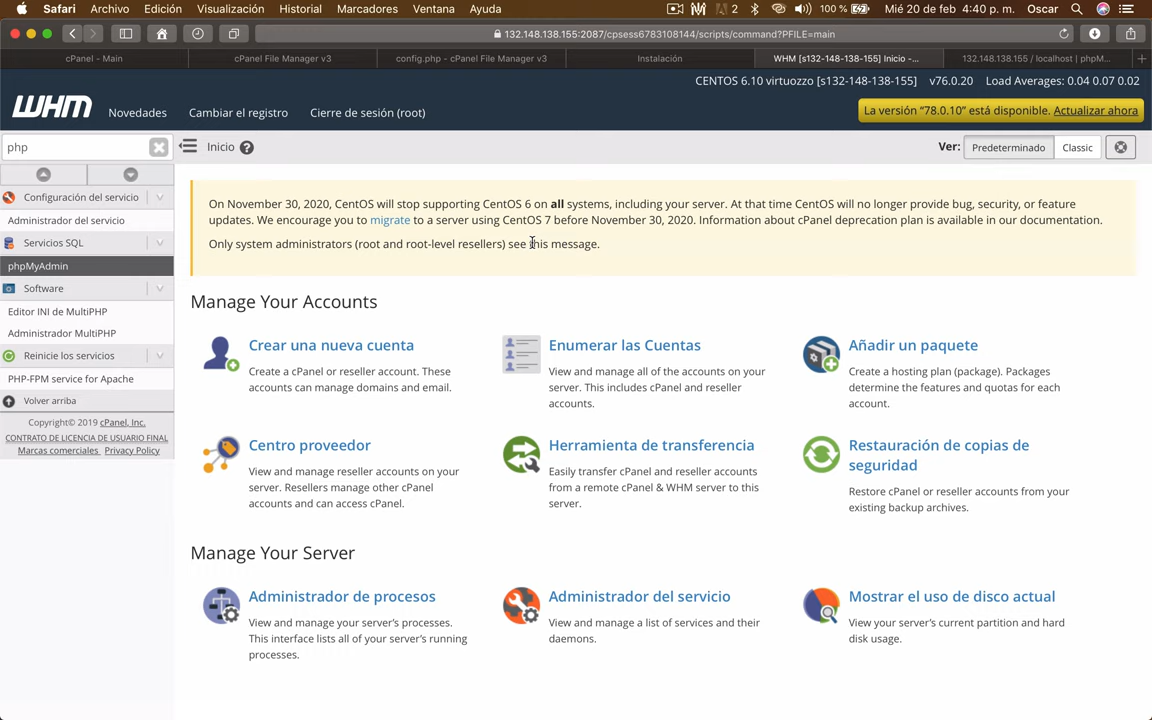 Safari Archivo Edición Visualización Historial Marcadores Ventana Ayuda 2 100 % Mié 20 de feb 4:40 p. m. Oscar
132.148.138.155:2087/cpsess6783108144/scripts/command?PFILE=main
cPanel - Main cPanel File Manager v3 config.php - cPanel File Manager v3 Instalación WHM [s132-148-138-155] Inicio -... 132.148.138.155 / localhost | phpM...
CENTOS 6.10 virtuozzo [s132-148-138-155] v76.0.20 Load Averages: 0.04 0.07 0.02
WHM Novedades Cambiar el registro Cierre de sesión (root) La versión “78.0.10” está disponible. Actualizar ahora
php Inicio Ver: Predeterminado Classic
Configuración del servicio
Administrador del servicio
Servicios SQL
phpMyAdmin
Software
Editor INI de MultiPHP
Administrador MultiPHP
Reinicie los servicios
PHP-FPM service for Apache
Volver arriba
Copyright© 2019 cPanel, Inc.
CONTRATO DE LICENCIA DE USUARIO FINAL
Marcas comerciales Privacy Policy
On November 30, 2020, CentOS will stop supporting CentOS 6 on all systems, including your server. At that time CentOS will no longer provide bug, security, or feature
updates. We encourage you to migrate to a server using CentOS 7 before November 30, 2020. Information about cPanel deprecation plan is available in our documentation.
Only system administrators (root and root-level resellers) see this message.
Manage Your Accounts
Crear una nueva cuenta
Create a cPanel or reseller account. These
accounts can manage domains and email.
Enumerar las Cuentas
View and manage all of the accounts on your
server. This includes cPanel and reseller
accounts.
Añadir un paquete
Create a hosting plan (package). Packages
determine the features and quotas for each
account.
Centro proveedor
View and manage reseller accounts on your
server. Resellers manage other cPanel
accounts and can access cPanel.
Herramienta de transferencia
Easily transfer cPanel and reseller accounts
from a remote cPanel & WHM server to this
server.
Restauración de copias de
seguridad
Restore cPanel or reseller accounts from your
existing backup archives.
Manage Your Server
Administrador de procesos
View and manage your server’s processes.
This interface lists all of your server’s running
processes.
Administrador del servicio
View and manage a list of services and their
daemons.
Mostrar el uso de disco actual
View your server’s current partition and hard
disk usage.